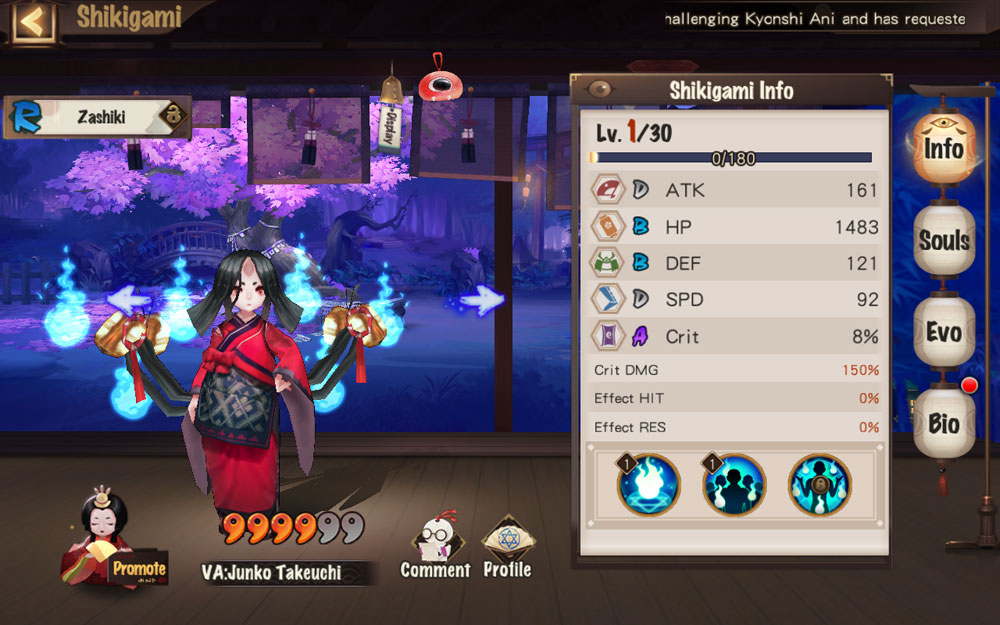 Shikigami
hallenging Kyonshi Ani and has requeste
R
Zashiki
Display
Shikigami Info
Lv. 1/30
0/180
D ATK 161
B HP 1483
B DEF 121
D SPD 92
A Crit 8%
Crit DMG 150%
Effect HIT 0%
Effect RES 0%
1
1
Info
Souls
Evo
Bio
Promote
VA:Junko Takeuchi
Comment
Profile